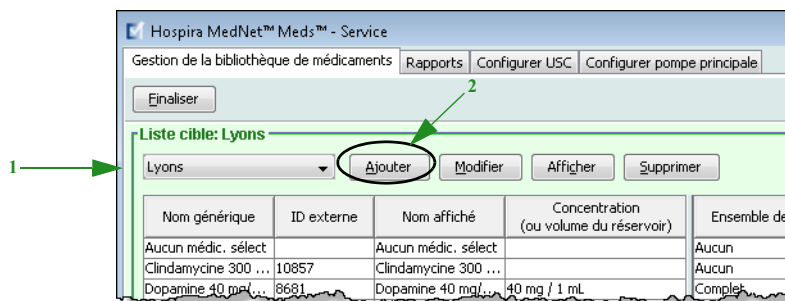 Hospira MedNet™ Meds™ - Service
Gestion de la bibliothèque de médicaments Rapports Configurer USC Configurer pompe principale
2
Finaliser
Liste cible: Lyons
1 Lyons Ajouter Modifier Afficher Supprimer
Nom générique ID externe Nom affiché Concentration (ou volume du réservoir) Ensemble de
Aucun médic. sélect Aucun médic. sélect Aucun
Clindamycine 300 ... 10857 Clindamycine 300 ... Aucun
Dopamine 40 mg/... 8681 Dopamine 40 mg/... 40 mg / 1 mL Complet